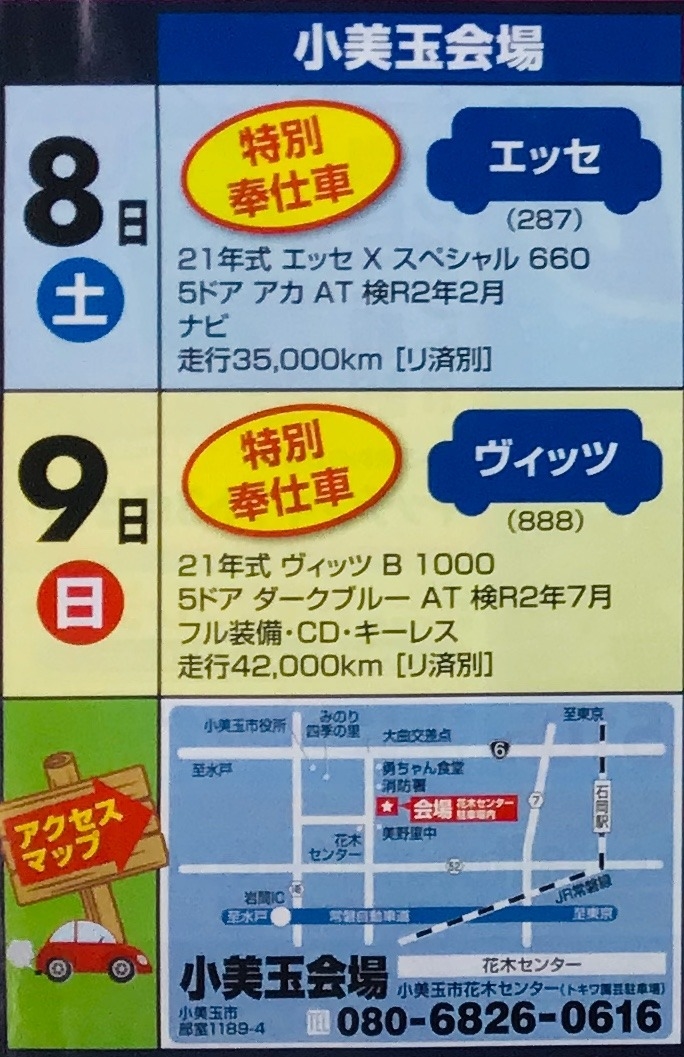 小美玉会場
8日
土
特別
奉仕車
エッセ
(287)
21年式 エッセ X スペシャル 660
5ドア アカ AT 検R2年2月
ナビ
走行35,000km [リ済別]
9日
日
特別
奉仕車
ヴィッツ
(888)
21年式 ヴィッツ B 1000
5ドア ダークブルー AT 検R2年7月
フル装備・CD・キーレス
走行42,000km [リ済別]
アクセス
マップ
小美玉市役所
みのり
四季の里
大曲交差点
至東京
6
至水戸
勇ちゃん食堂
消防署
会場
花木センター
駐車場内
7
石岡駅
花木
センター
美野里中
52
岩間IC
JR常磐線
至水戸
常磐自動車道
至東京
花木センター
小美玉会場
小美玉市花木センター(トキワ園芸駐車場)
小美玉市
部室1189-4
TEL 080-6826-0616